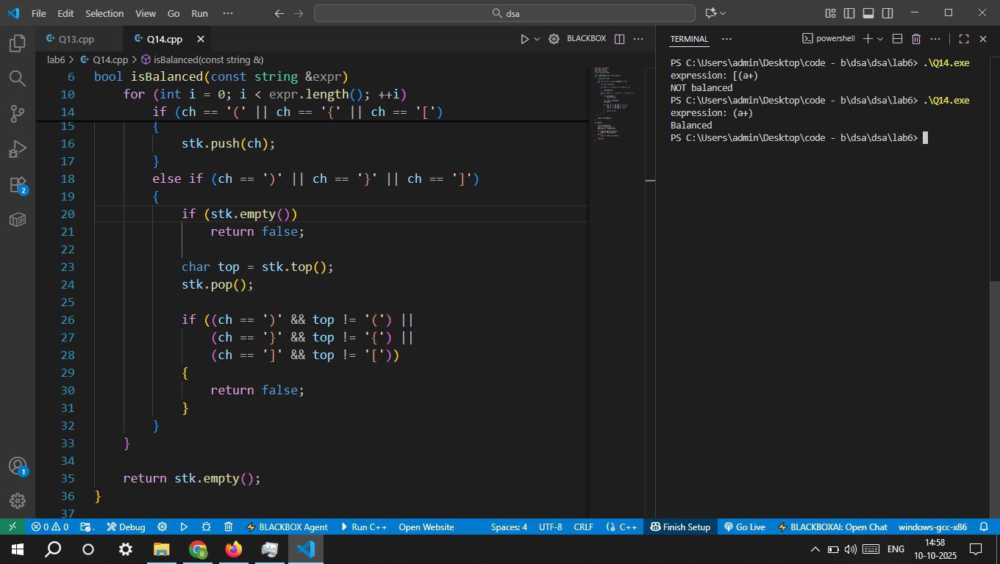 File Edit Selection View Go Run ··· dsa
Q13.cpp Q14.cpp BLACKBOX ···
lab6 > Q14.cpp > isBalanced(const string &)
6 bool isBalanced(const string &expr)
10 for (int i = 0; i < expr.length(); ++i)
14 if (ch == '(' || ch == '{' || ch == '[')
15 {
16 stk.push(ch);
17 }
18 else if (ch == ')' || ch == '}' || ch == ']')
19 {
20 if (stk.empty())
21 return false;
22
23 char top = stk.top();
24 stk.pop();
25
26 if ((ch == ')' && top != '(') ||
27 (ch == '}' && top != '{') ||
28 (ch == ']' && top != '['))
29 {
30 return false;
31 }
32 }
33 }
34
35 return stk.empty();
36 }
37
TERMINAL ··· powershell ···
PS C:\Users\admin\Desktop\code - b\dsa\dsa\lab6> .\Q14.exe
expression: [(a+)
NOT balanced
PS C:\Users\admin\Desktop\code - b\dsa\dsa\lab6> .\Q14.exe
expression: (a+)
Balanced
PS C:\Users\admin\Desktop\code - b\dsa\dsa\lab6>
2
1
0 0 Debug BLACKBOX Agent Run C++ Open Website Spaces: 4 UTF-8 CRLF C++ Finish Setup Go Live BLACKBOXAI: Open Chat windows-gcc-x86
B ENG 14:58
10-10-2025